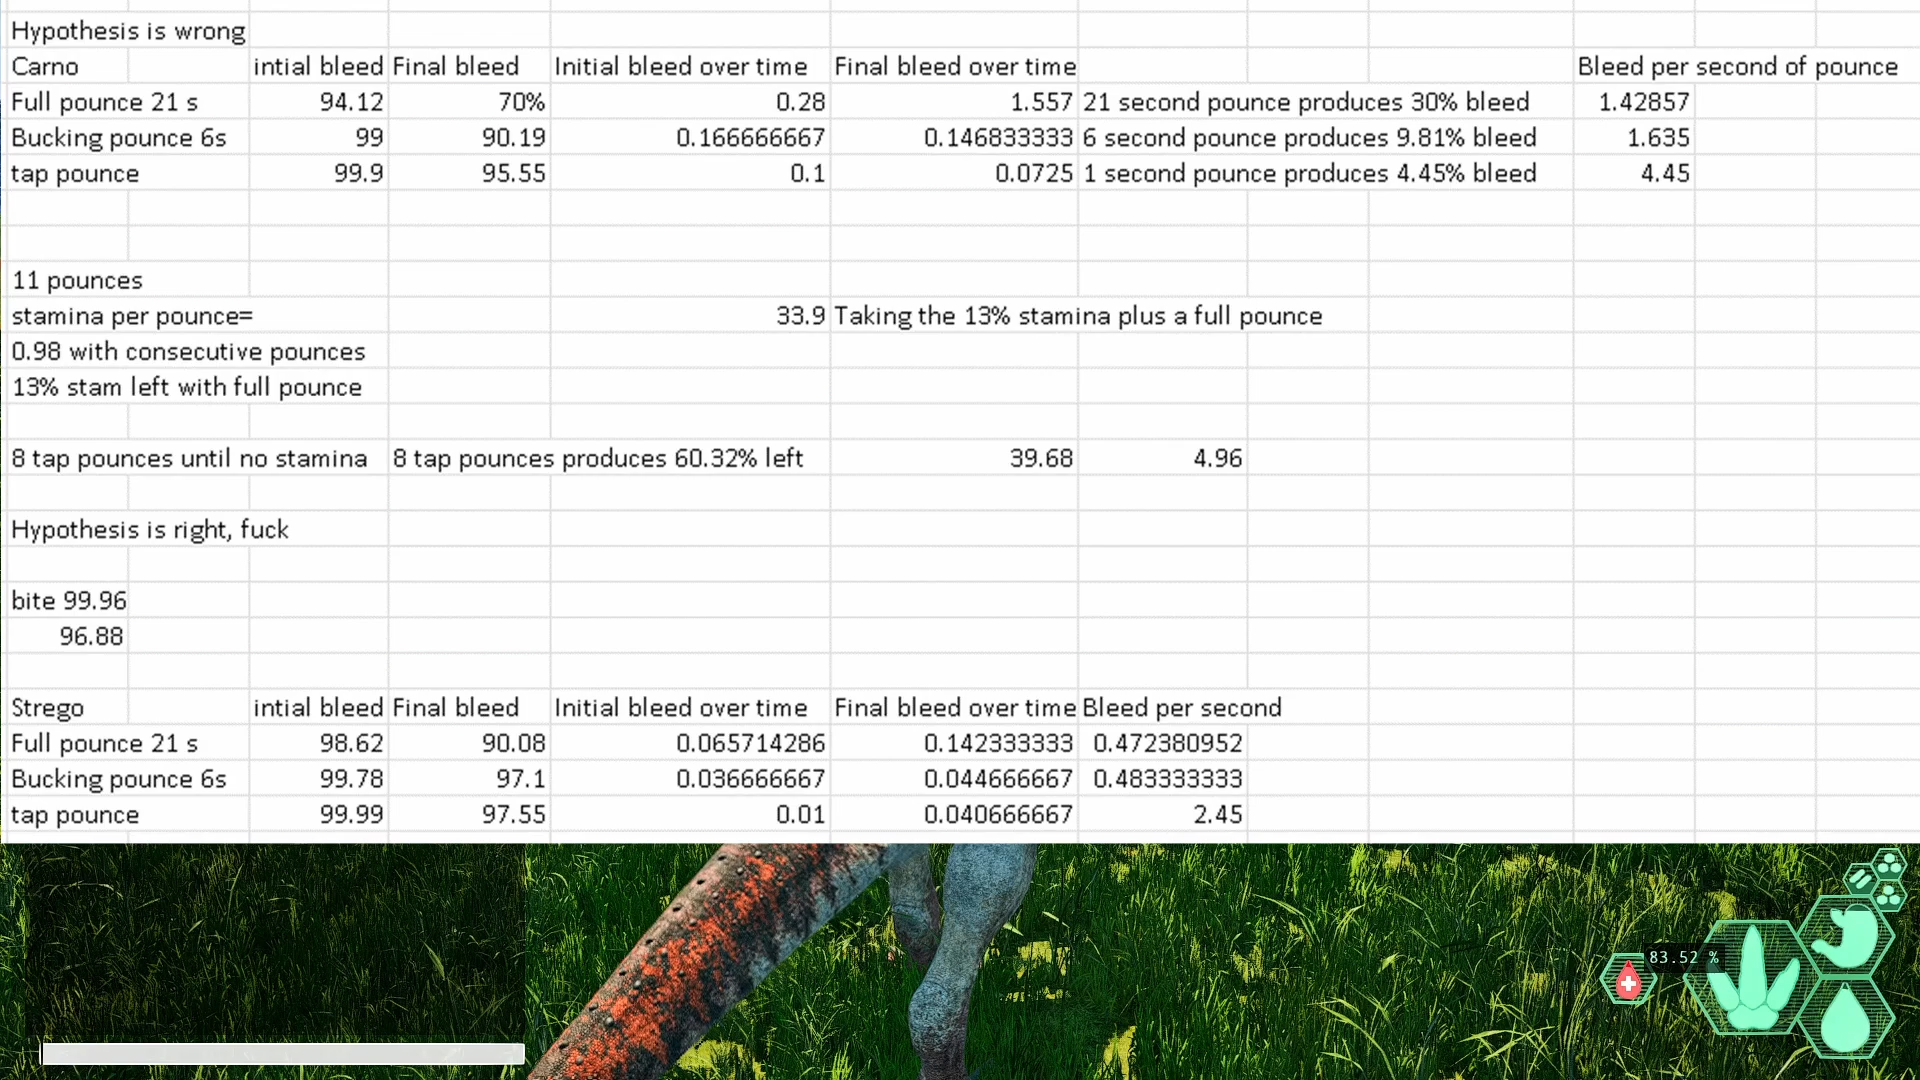 Hypothesis is wrong
Carno intial bleed Final bleed Initial bleed over time Final bleed over time Bleed per second of pounce
Full pounce 21 s 94.12 70% 0.28 1.557 21 second pounce produces 30% bleed 1.42857
Bucking pounce 6s 99 90.19 0.166666667 0.146833333 6 second pounce produces 9.81% bleed 1.635
tap pounce 99.9 95.55 0.1 0.0725 1 second pounce produces 4.45% bleed 4.45
11 pounces
stamina per pounce= 33.9 Taking the 13% stamina plus a full pounce
0.98 with consecutive pounces
13% stam left with full pounce
8 tap pounces until no stamina 8 tap pounces produces 60.32% left 39.68 4.96
Hypothesis is right, fuck
bite 99.96
96.88
Strego intial bleed Final bleed Initial bleed over time Final bleed over time Bleed per second
Full pounce 21 s 98.62 90.08 0.065714286 0.142333333 0.472380952
Bucking pounce 6s 99.78 97.1 0.036666667 0.044666667 0.483333333
tap pounce 99.99 97.55 0.01 0.040666667 2.45
83.52 %